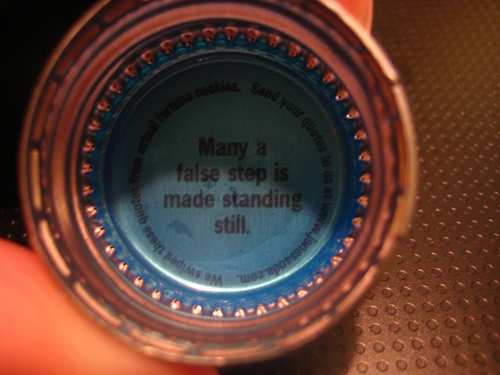 Many a
false step is
made standing
still.
We swiped these quotes from actual fortune cookies. Send your quotes to us at www.jonessoda.com.